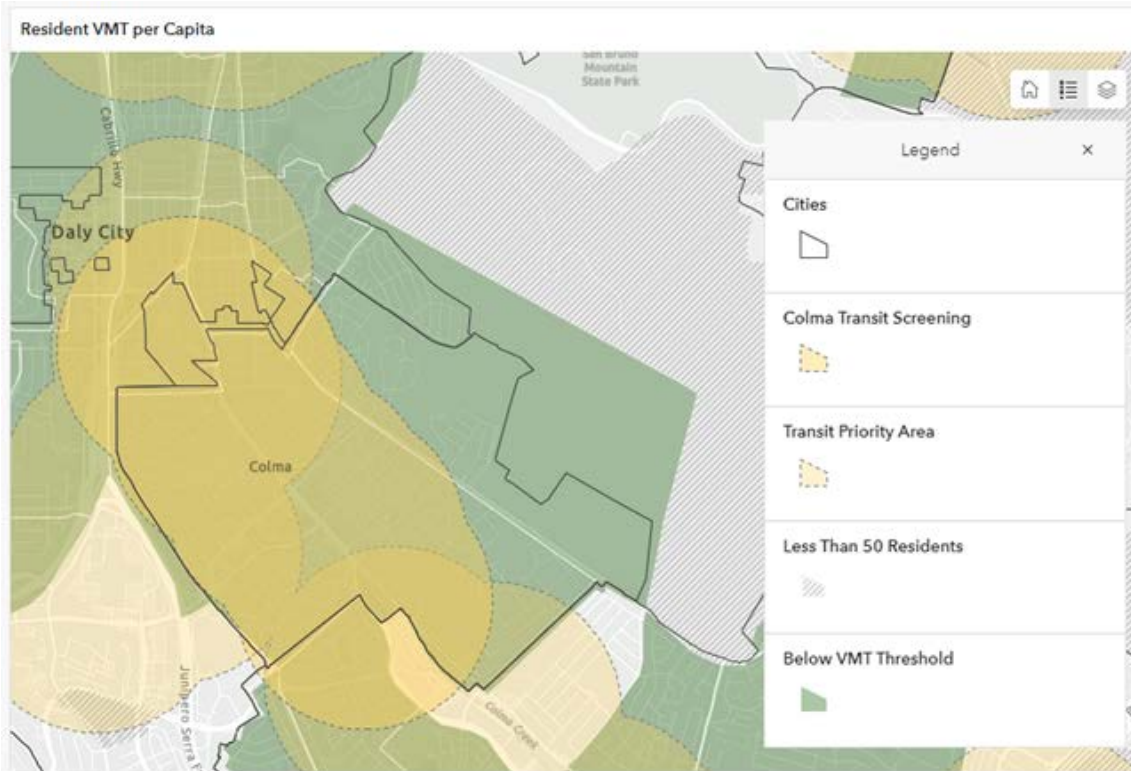 Resident VMT per Capita
San Bruno
Mountain
State Park
Cabrillo Hwy
Legend
×
Cities
Daly City
Colma Transit Screening
Transit Priority Area
Colma
Less Than 50 Residents
Below VMT Threshold
Junipero Serra F
Colma Creek